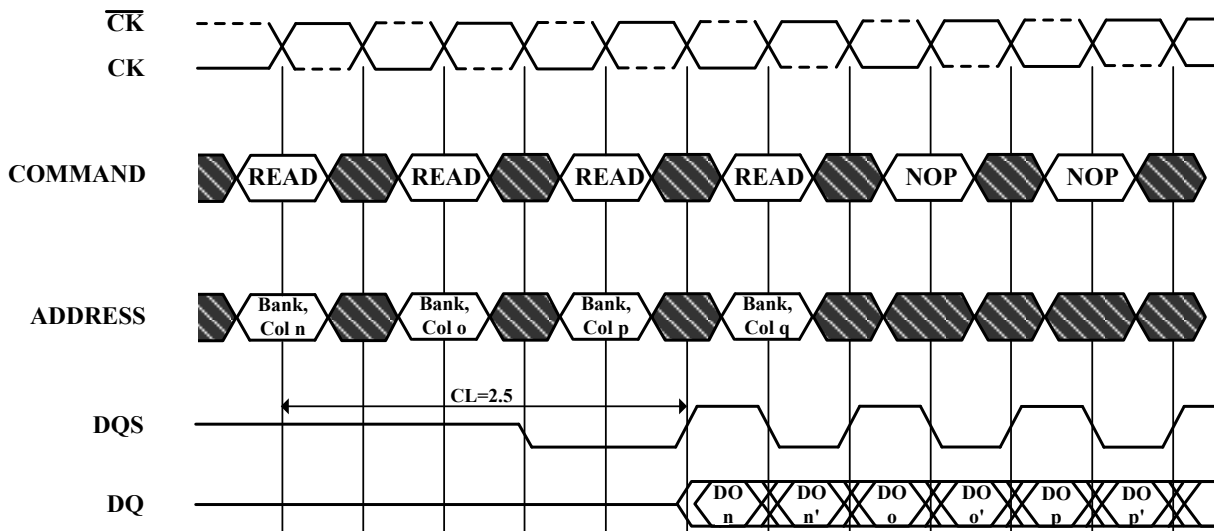 C̅K̅
CK
COMMAND
READ
READ
READ
READ
NOP
NOP
ADDRESS
Bank,
Col n
Bank,
Col o
Bank,
Col p
Bank,
Col q
CL=2.5
DQS
DQ
DO
n
DO
n'
DO
o
DO
o'
DO
p
DO
p'